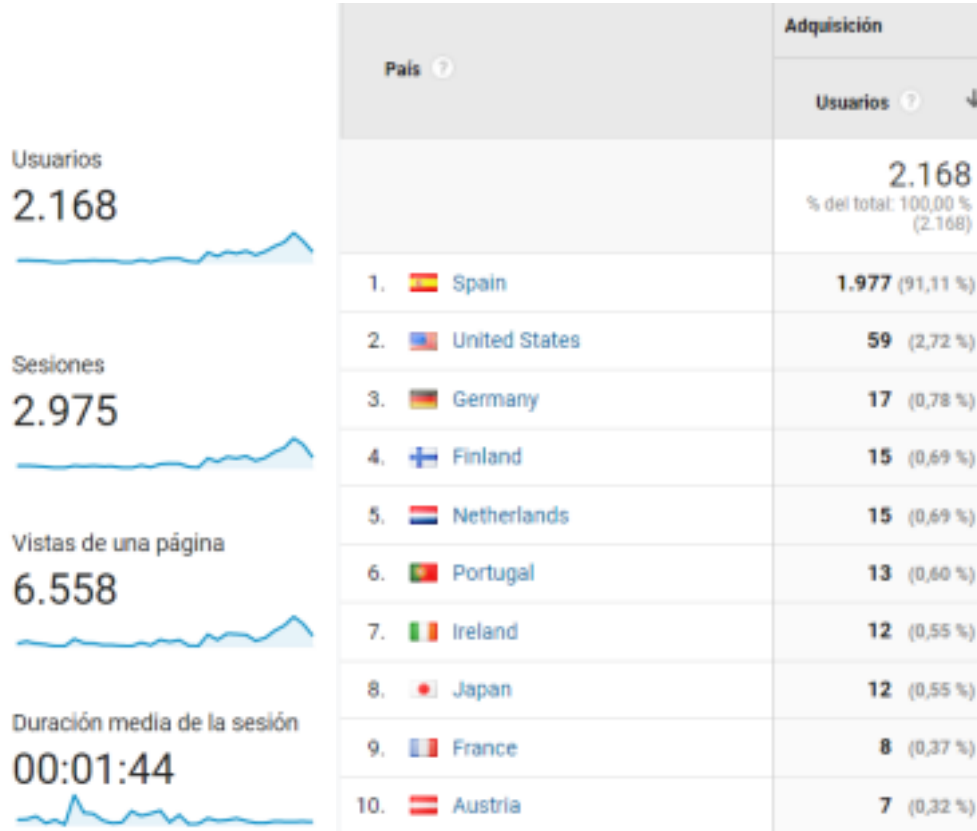 Usuarios
2.168
Sesiones
2.975
Vistas de una página
6.558
Duración media de la sesión
00:01:44
País ?
Adquisición
Usuarios ? ↓
2.168
% del total: 100,00 %
(2.168)
1. Spain 1.977 (91,11 %)
2. United States 59 (2,72 %)
3. Germany 17 (0,78 %)
4. Finland 15 (0,69 %)
5. Netherlands 15 (0,69 %)
6. Portugal 13 (0,60 %)
7. Ireland 12 (0,55 %)
8. Japan 12 (0,55 %)
9. France 8 (0,37 %)
10. Austria 7 (0,32 %)